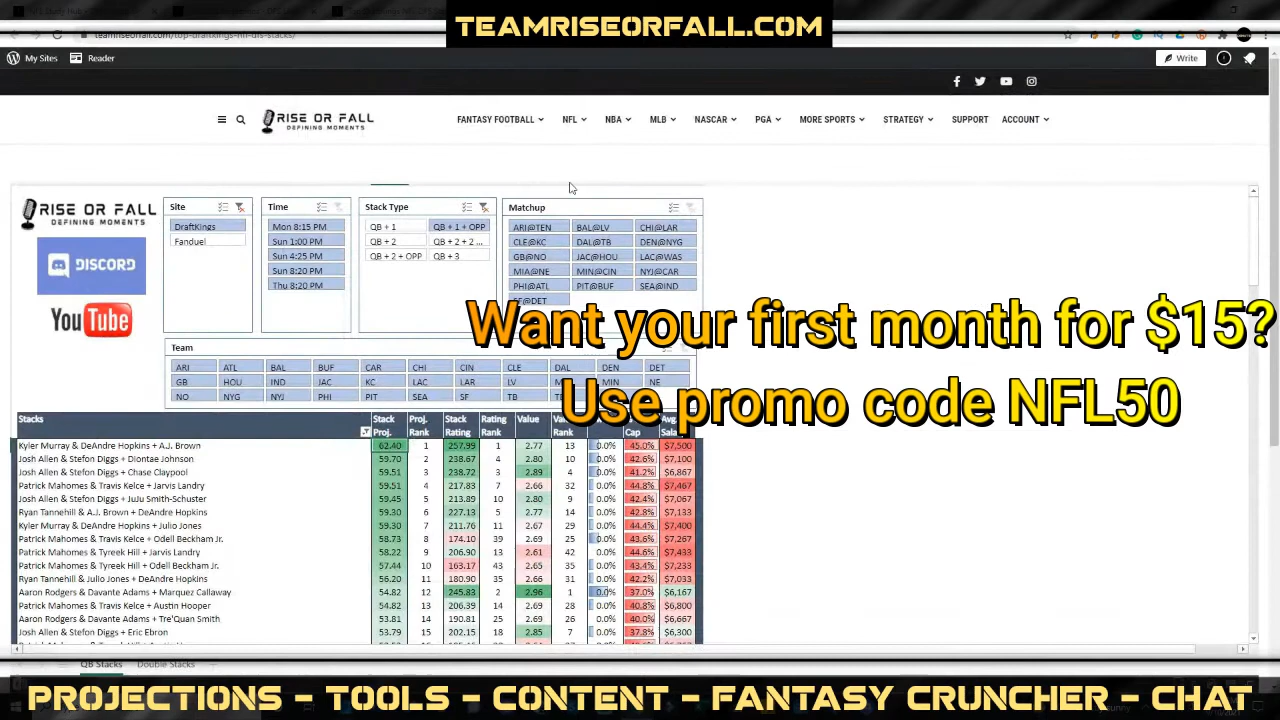 TEAMRISEORFALL.COM
teamriseorfall.com/top-draftkings-nfl-dfs-stacks/
My Sites Reader Write
RISE OR FALL
DEFINING MOMENTS
FANTASY FOOTBALL NFL NBA MLB NASCAR PGA MORE SPORTS STRATEGY SUPPORT ACCOUNT
RISE OR FALL
DEFINING MOMENTS
DISCORD
YouTube
Site
DraftKings
Fanduel
Time
Mon 8:15 PM
Sun 1:00 PM
Sun 4:25 PM
Sun 8:20 PM
Thu 8:20 PM
Stack Type
QB + 1 QB + 1 + OPP
QB + 2 QB + 2 + 2 ...
QB + 2 + OPP QB + 3
Matchup
ARI@TEN BAL@LV CHI@LAR
CLE@KC DAL@TB DEN@NYG
GB@NO JAC@HOU LAC@WAS
MIA@NE MIN@CIN NYJ@CAR
PHI@ATL PIT@BUF SEA@IND
SF@DET
Want your first month for $15?
Use promo code NFL50
Team
ARI ATL BAL BUF CAR CHI CIN CLE DAL DEN DET
GB HOU IND JAC KC LAC LAR LV MIN NE
NO NYG NYJ PHI PIT SEA SF TB
Stacks Stack Proj. Proj. Rank Stack Rating Rating Rank Value Rank Cap Avg
Kyler Murray & DeAndre Hopkins + A.J. Brown 62.40 1 257.99 1 2.77 13 0.0% 45.0% $7,500
Josh Allen & Stefon Diggs + Diontae Johnson 59.70 2 238.67 4 2.80 10 0.0% 42.6% $7,100
Josh Allen & Stefon Diggs + Chase Claypool 59.51 3 238.72 3 2.89 4 0.0% 41.2% $6,867
Patrick Mahomes & Travis Kelce + Jarvis Landry 59.51 4 217.83 7 2.66 32 0.0% 44.8% $7,467
Josh Allen & Stefon Diggs + JuJu Smith-Schuster 59.45 5 213.89 10 2.80 9 0.0% 42.4% $7,067
Ryan Tannehill & A.J. Brown + DeAndre Hopkins 59.30 6 227.13 5 2.77 14 0.0% 42.8% $7,133
Kyler Murray & DeAndre Hopkins + Julio Jones 59.30 7 211.76 11 2.67 29 0.0% 44.4% $7,400
Patrick Mahomes & Travis Kelce + Odell Beckham Jr. 58.73 8 174.10 39 2.69 25 0.0% 43.6% $7,267
Patrick Mahomes & Tyreek Hill + Jarvis Landry 58.22 9 206.90 13 2.61 42 0.0% 44.6% $7,433
Patrick Mahomes & Tyreek Hill + Odell Beckham Jr. 57.44 10 163.17 43 2.65 35 0.0% 43.4% $7,233
Ryan Tannehill & Julio Jones + DeAndre Hopkins 56.20 11 180.90 35 2.66 31 0.0% 42.2% $7,033
Aaron Rodgers & Davante Adams + Marquez Callaway 54.82 12 245.83 2 2.96 1 0.0% 37.0% $6,167
Patrick Mahomes & Travis Kelce + Austin Hooper 54.82 13 206.39 14 2.69 28 0.0% 40.8% $6,800
Aaron Rodgers & Davante Adams + Tre'Quan Smith 53.81 14 190.81 25 2.69 26 0.0% 40.0% $6,667
Josh Allen & Stefon Diggs + Eric Ebron 53.79 15 202.15 18 2.85 7 0.0% 37.8% $6,300
QB Stacks Double Stacks
PROJECTIONS - TOOLS - CONTENT - FANTASY CRUNCHER - CHAT